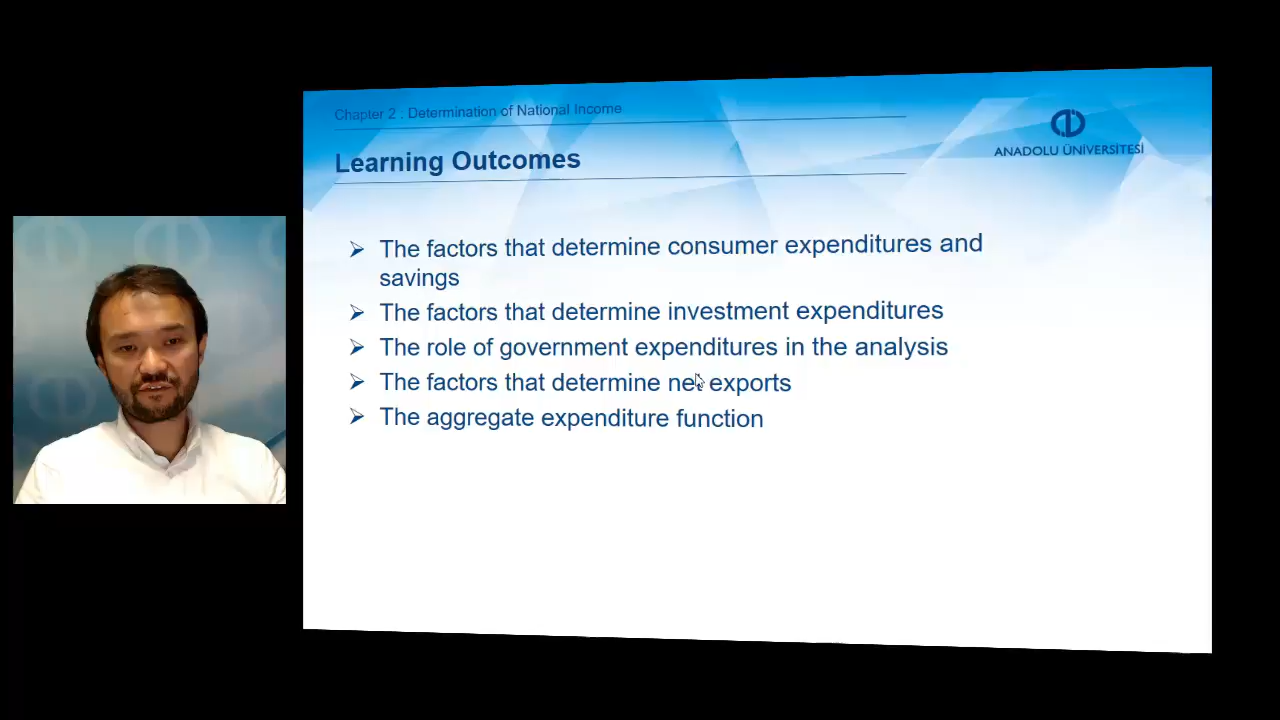 Chapter 2 . Determination of National Income
Learning Outcomes
ANADOLU ÜNİVERSİTESİ
The factors that determine consumer expenditures and
savings
The factors that determine investment expenditures
The role of government expenditures in the analysis
The factors that determine net exports
The aggregate expenditure function